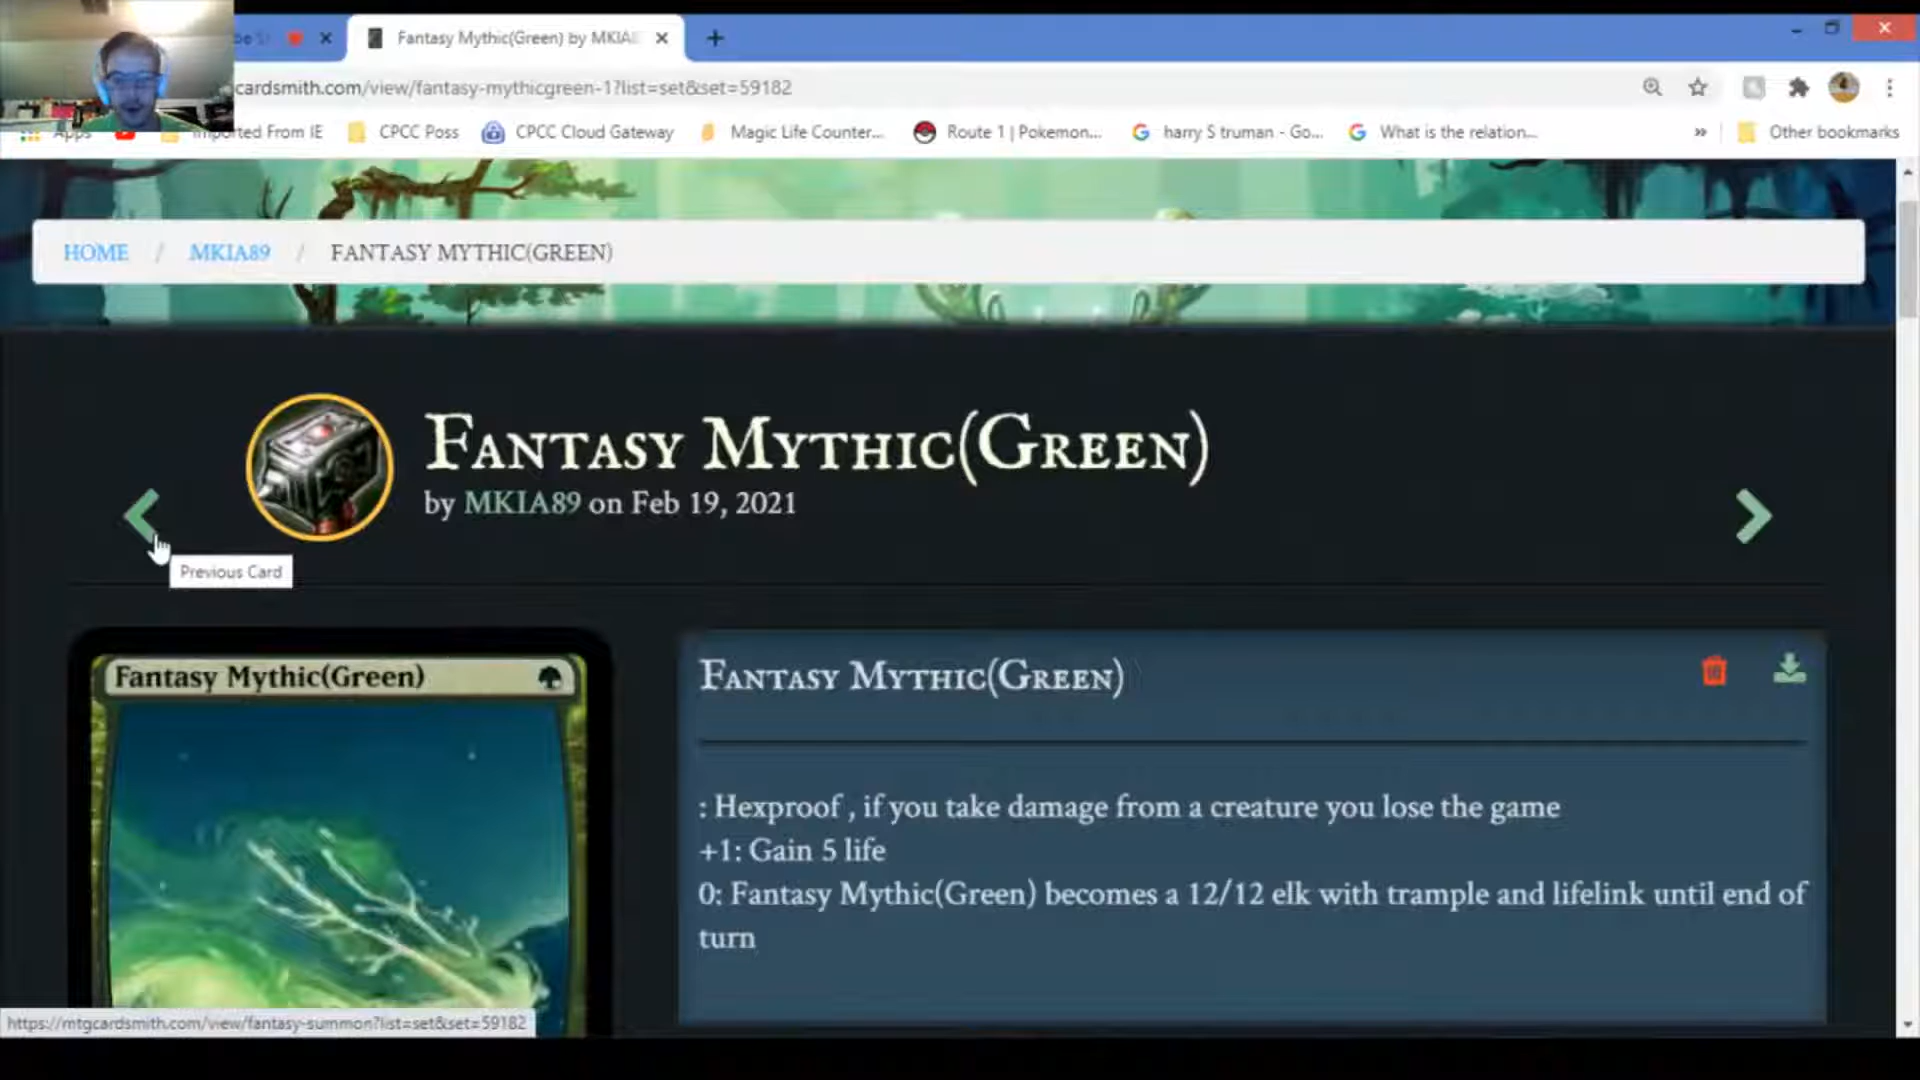 Fantasy Mythic(Green) by MKIA
cardsmith.com/view/fantasy-mythicgreen-1?list=set&set=59182
Apps
Imported From IE
CPCC Poss
CPCC Cloud Gateway
Magic Life Counter...
Route 1 | Pokemon...
harry S truman - Go...
What is the relation...
»
Other bookmarks
HOME / MKIA89 / FANTASY MYTHIC(GREEN)
FANTASY MYTHIC(GREEN)
by MKIA89 on Feb 19, 2021
Previous Card
Fantasy Mythic(Green)
FANTASY MYTHIC(GREEN)
: Hexproof , if you take damage from a creature you lose the game
+1: Gain 5 life
0: Fantasy Mythic(Green) becomes a 12/12 elk with trample and lifelink until end of
turn
https://mtgcardsmith.com/view/fantasy-summon?list=set&set=59182